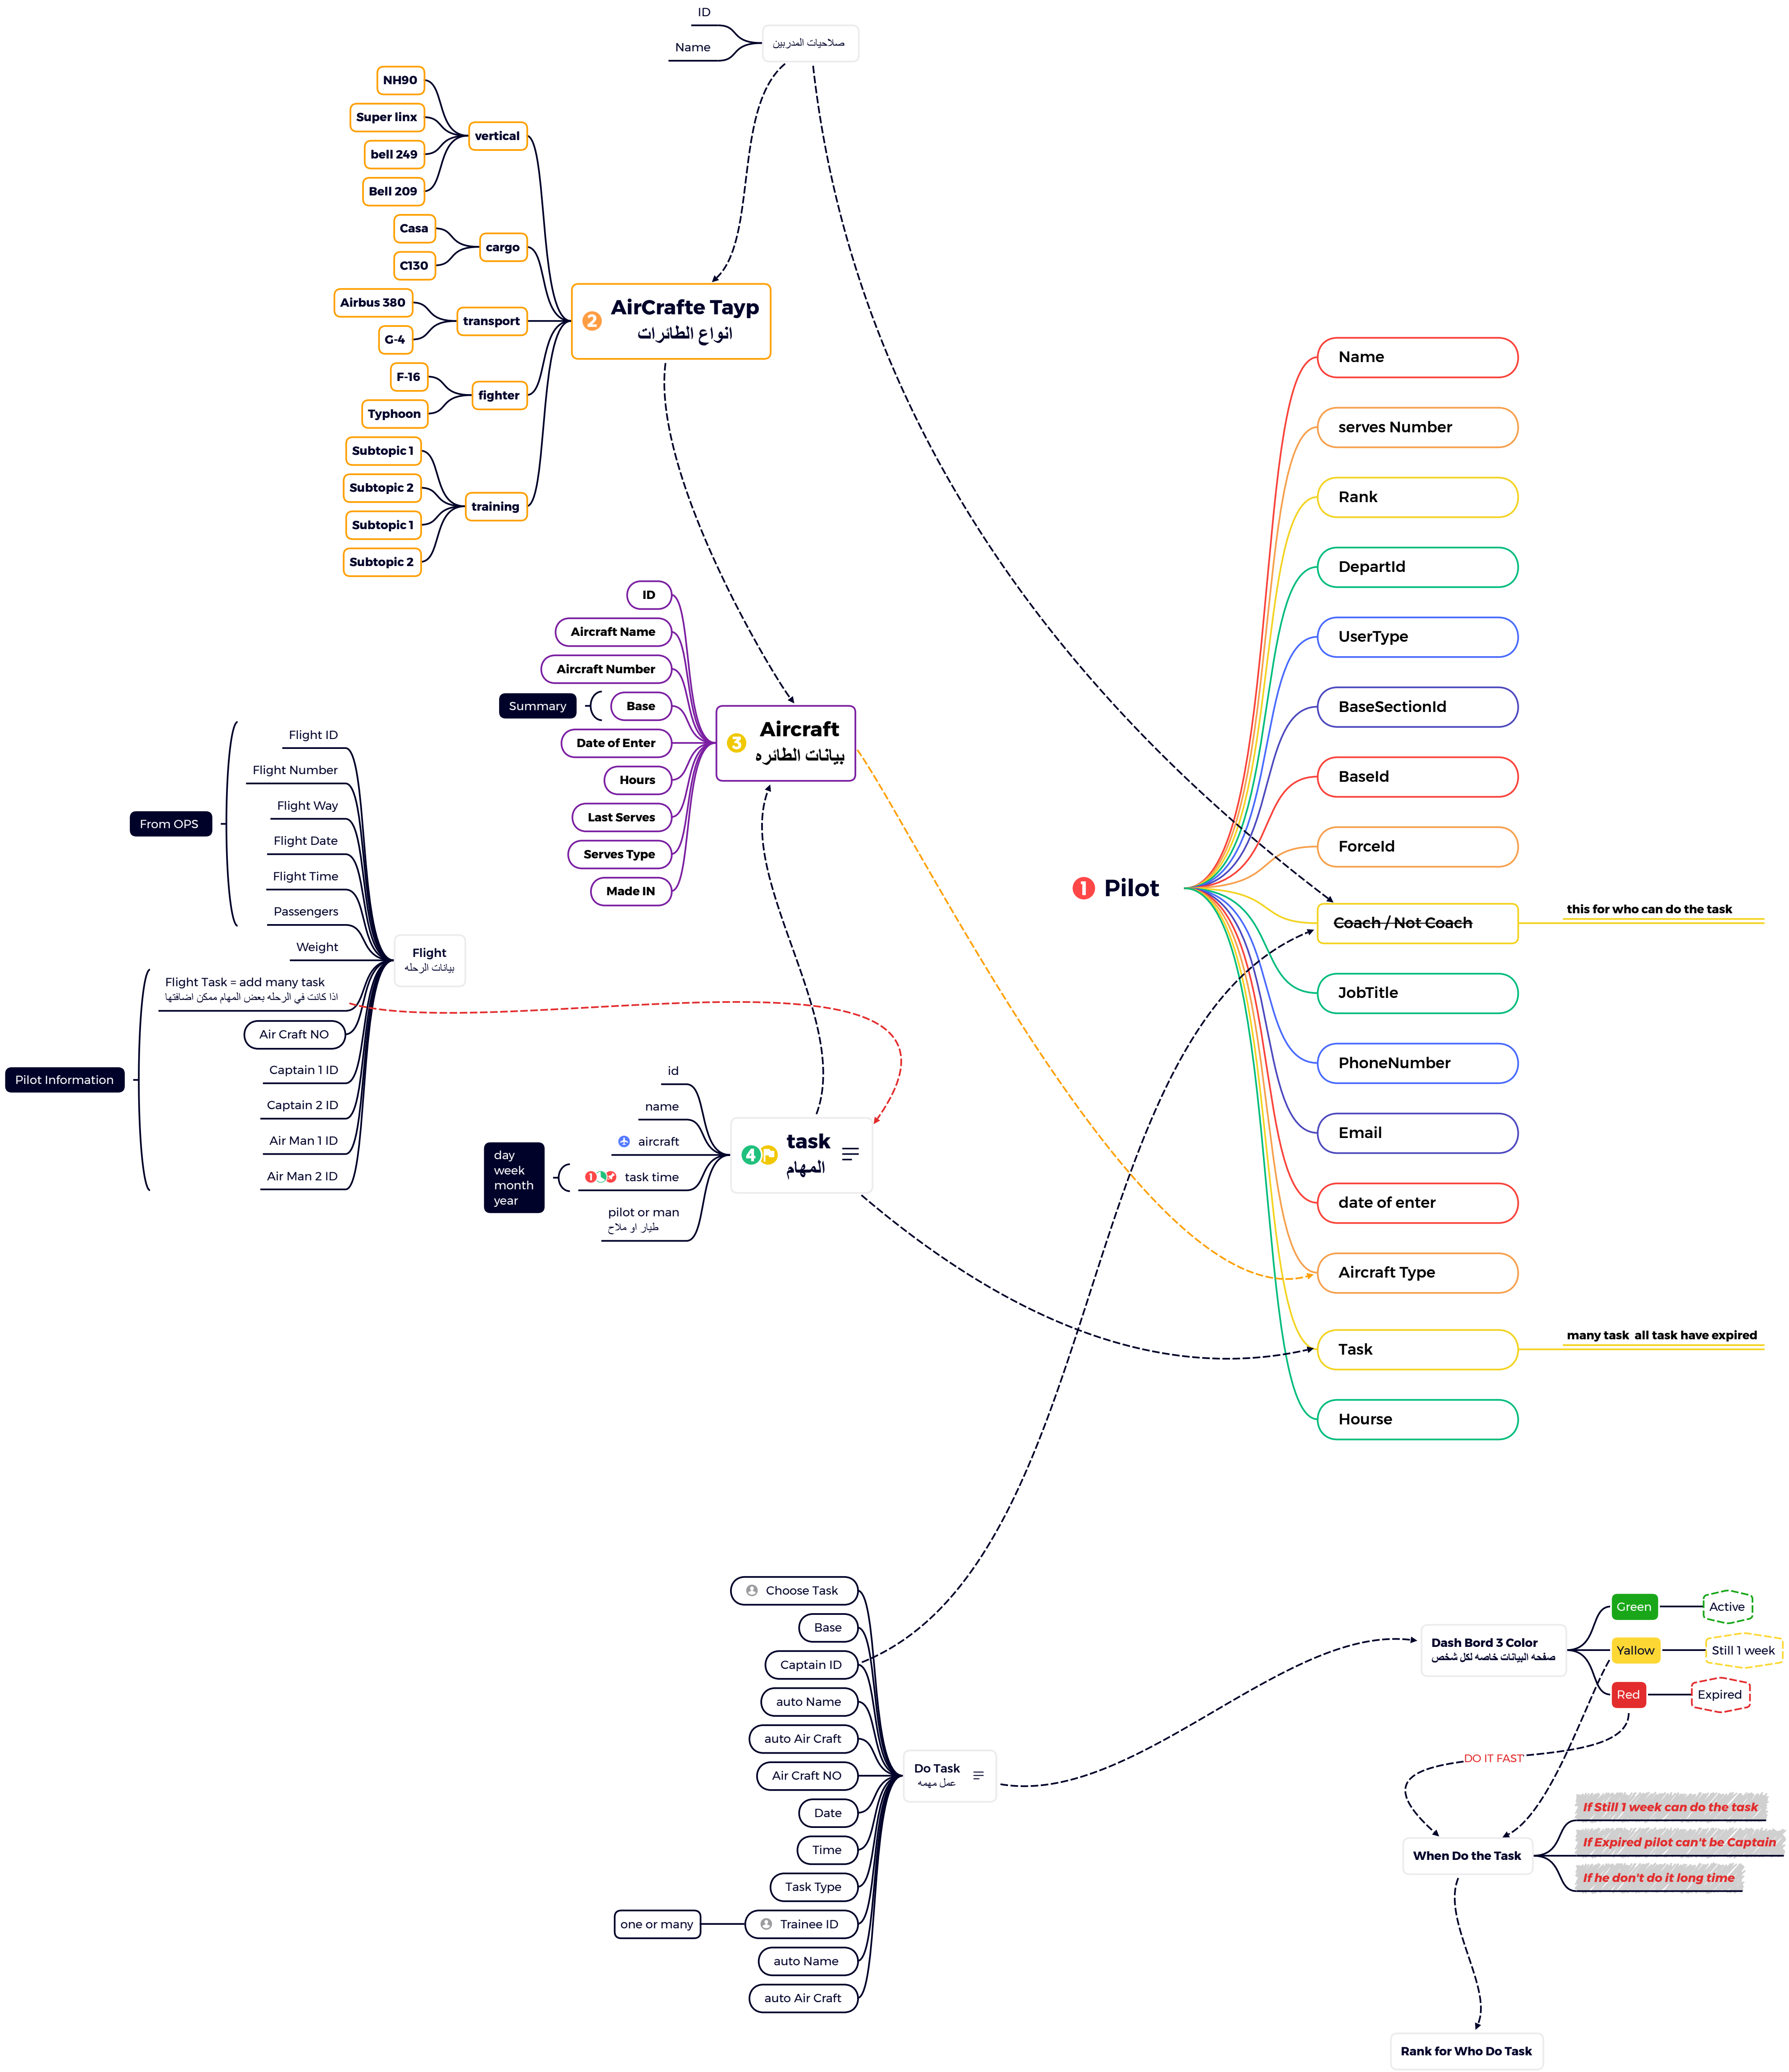 ID
Name
صلاحيات المدربين
NH90
Super linx
bell 249
Bell 209
vertical
Casa
C130
cargo
Airbus 380
G-4
transport
F-16
Typhoon
fighter
Subtopic 1
Subtopic 2
Subtopic 1
Subtopic 2
training
2
AirCrafte Tayp
انواع الطائرات
ID
Aircraft Name
Aircraft Number
Summary
Base
Date of Enter
Hours
Last Serves
Serves Type
Made IN
3
Aircraft
بيانات الطائره
Flight ID
Flight Number
Flight Way
Flight Date
Flight Time
Passengers
From OPS
Weight
Flight Task = add many task
اذا كانت في الرحله بعض المهام ممكن اضافتها
Air Craft NO
Captain 1 ID
Captain 2 ID
Air Man 1 ID
Air Man 2 ID
Pilot Information
Flight
بيانات الرحله
id
name
aircraft
1
task time
day
week
month
year
pilot or man
طيار او ملاح
4
task
المهام
1
Pilot
Name
serves Number
Rank
DepartId
UserType
BaseSectionId
BaseId
ForceId
Coach / Not Coach
this for who can do the task
JobTitle
PhoneNumber
Email
date of enter
Aircraft Type
Task
many task  all task have expired
Hourse
Choose Task
Base
Captain ID
auto Name
auto Air Craft
Air Craft NO
Date
Time
Task Type
one or many
Trainee ID
auto Name
auto Air Craft
Do Task
عمل مهمه
Dash Bord 3 Color
صفحه البيانات خاصه لكل شخص
Green
Active
Yallow
Still 1 week
Red
Expired
DO IT FAST'
When Do the Task
If Still 1 week can do the task
If Expired pilot can't be Captain
If he don't do it long time
Rank for Who Do Task